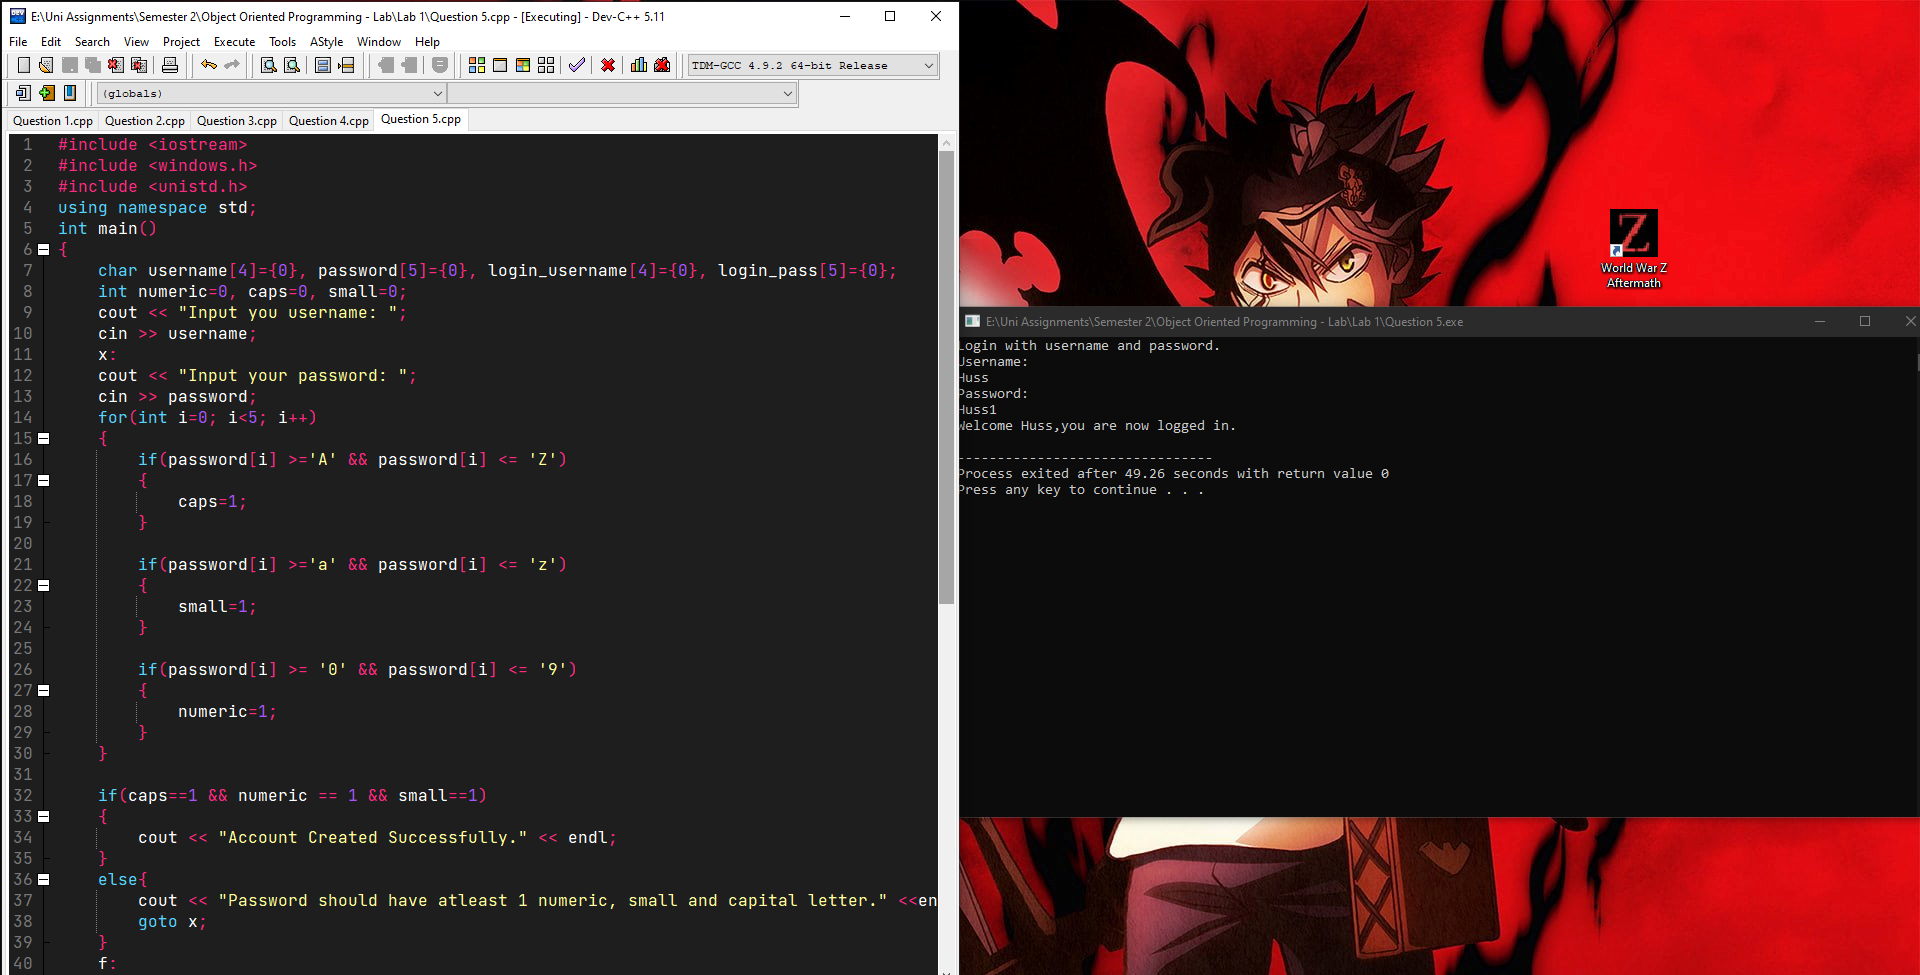 E:\Uni Assignments\Semester 2\Object Oriented Programming - Lab\Lab 1\Question 5.cpp - [Executing] - Dev-C++ 5.11
File Edit Search View Project Execute Tools AStyle Window Help
TDM-GCC 4.9.2 64-bit Release
(globals)
Question 1.cpp Question 2.cpp Question 3.cpp Question 4.cpp Question 5.cpp
1 #include <iostream>
2 #include <windows.h>
3 #include <unistd.h>
4 using namespace std;
5 int main()
6 {
7 char username[4]={0}, password[5]={0}, login_username[4]={0}, login_pass[5]={0};
8 int numeric=0, caps=0, small=0;
9 cout << "Input you username: ";
10 cin >> username;
11 x:
12 cout << "Input your password: ";
13 cin >> password;
14 for(int i=0; i<5; i++)
15 {
16 if(password[i] >='A' && password[i] <= 'Z')
17 {
18 caps=1;
19 }
20
21 if(password[i] >='a' && password[i] <= 'z')
22 {
23 small=1;
24 }
25
26 if(password[i] >= '0' && password[i] <= '9')
27 {
28 numeric=1;
29 }
30 }
31
32 if(caps==1 && numeric == 1 && small==1)
33 {
34 cout << "Account Created Successfully." << endl;
35 }
36 else{
37 cout << "Password should have atleast 1 numeric, small and capital letter." <<en
38 goto x;
39 }
40 f:
World War Z
Aftermath
E:\Uni Assignments\Semester 2\Object Oriented Programming - Lab\Lab 1\Question 5.exe
Login with username and password.
Username:
Huss
Password:
Huss1
Welcome Huss,you are now logged in.
--------------------------------
Process exited after 49.26 seconds with return value 0
Press any key to continue . . .